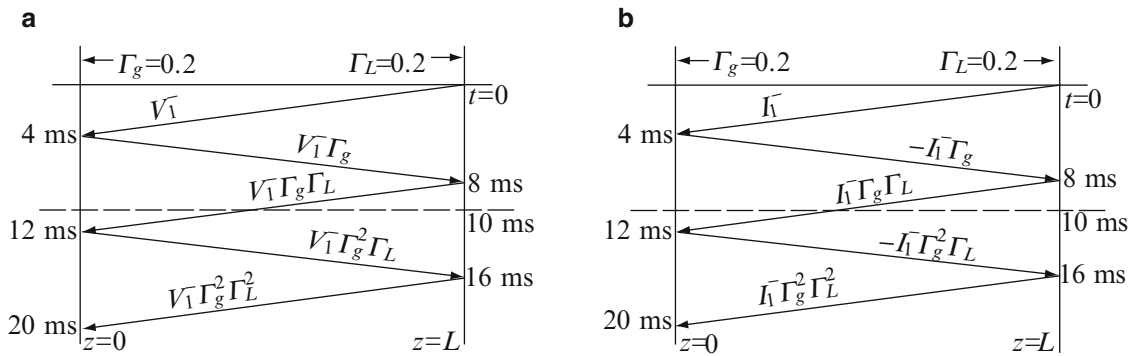 a
Γg=0.2
ΓL=0.2
t=0
V1⁻
4 ms
V1⁻Γg
8 ms
V1⁻ΓgΓL
10 ms
12 ms
V1⁻Γg²ΓL
16 ms
V1⁻Γg²ΓL²
20 ms
z=0
z=L
b
Γg=0.2
ΓL=0.2
t=0
I1⁻
4 ms
−I1⁻Γg
8 ms
I1⁻ΓgΓL
10 ms
12 ms
−I1⁻Γg²ΓL
16 ms
I1⁻Γg²ΓL²
20 ms
z=0
z=L